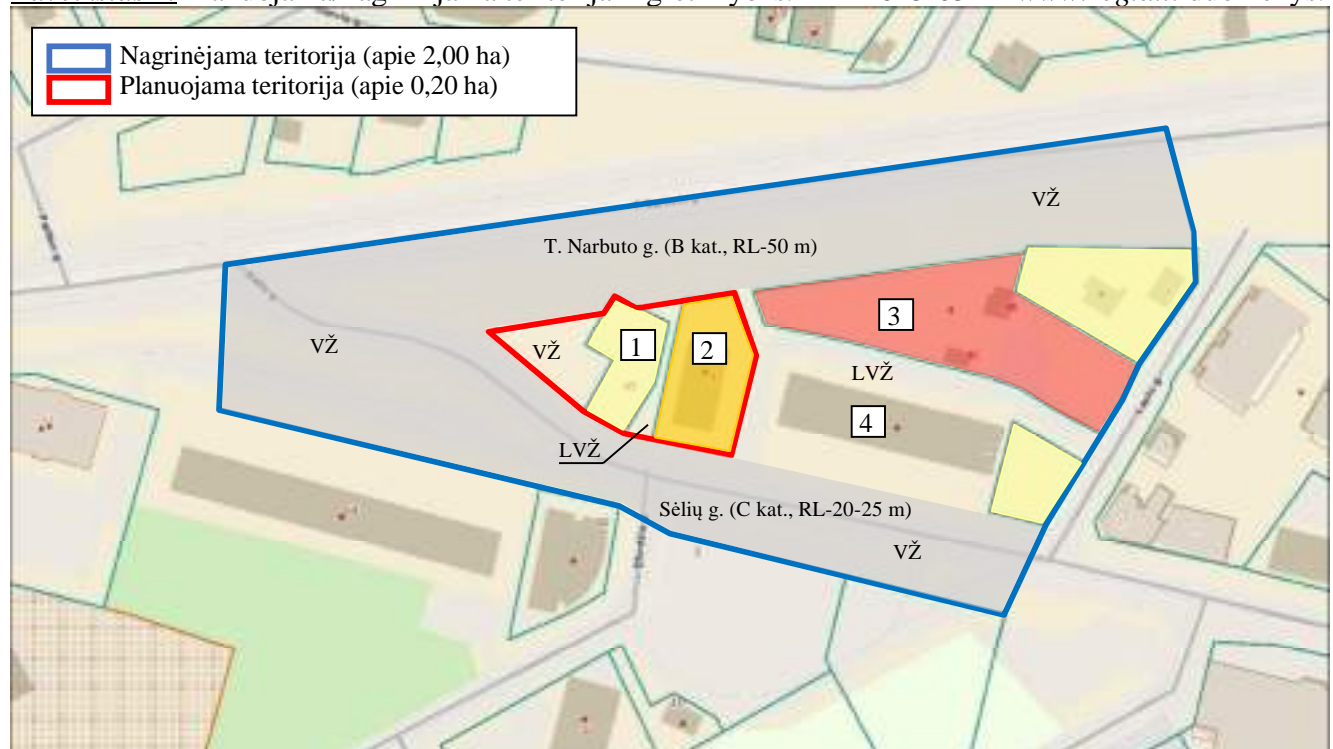 Nagrinėjama teritorija (apie 2,00 ha)
Planuojama teritorija (apie 0,20 ha)
VŽ
T. Narbuto g. (B kat., RL-50 m)
3
1
2
VŽ
VŽ
LVŽ
4
LVŽ
Sėlių g. (C kat., RL-20-25 m)
VŽ